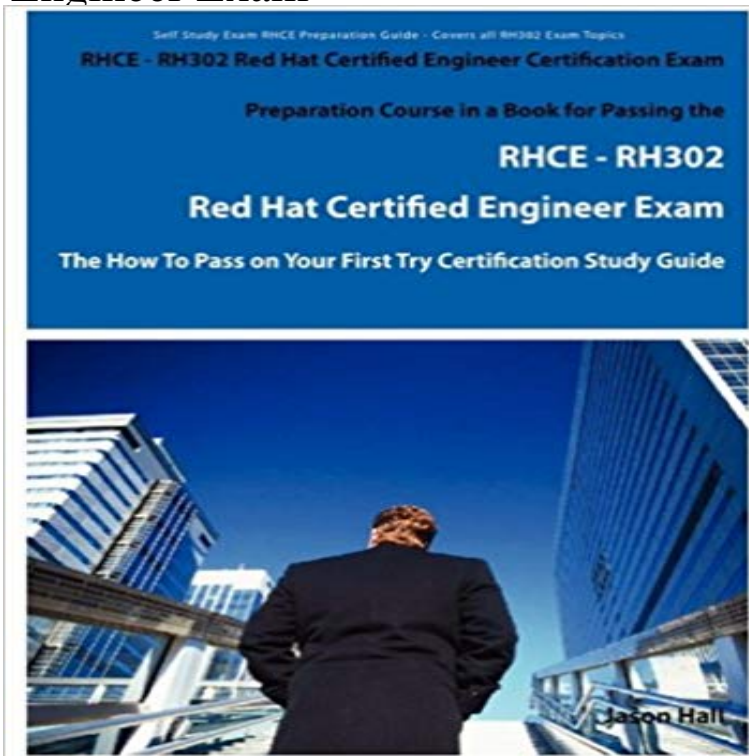 Engineer Exam
Self Study Exam RHCE Preparation Guide - Covers all RH302 Exam Topics
RHCE - RH302 Red Hat Certified Engineer Certification Exam
Preparation Course in a Book for Passing the
RHCE - RH302
Red Hat Certified Engineer Exam
The How To Pass on Your First Try Certification Study Guide
Jason Hall